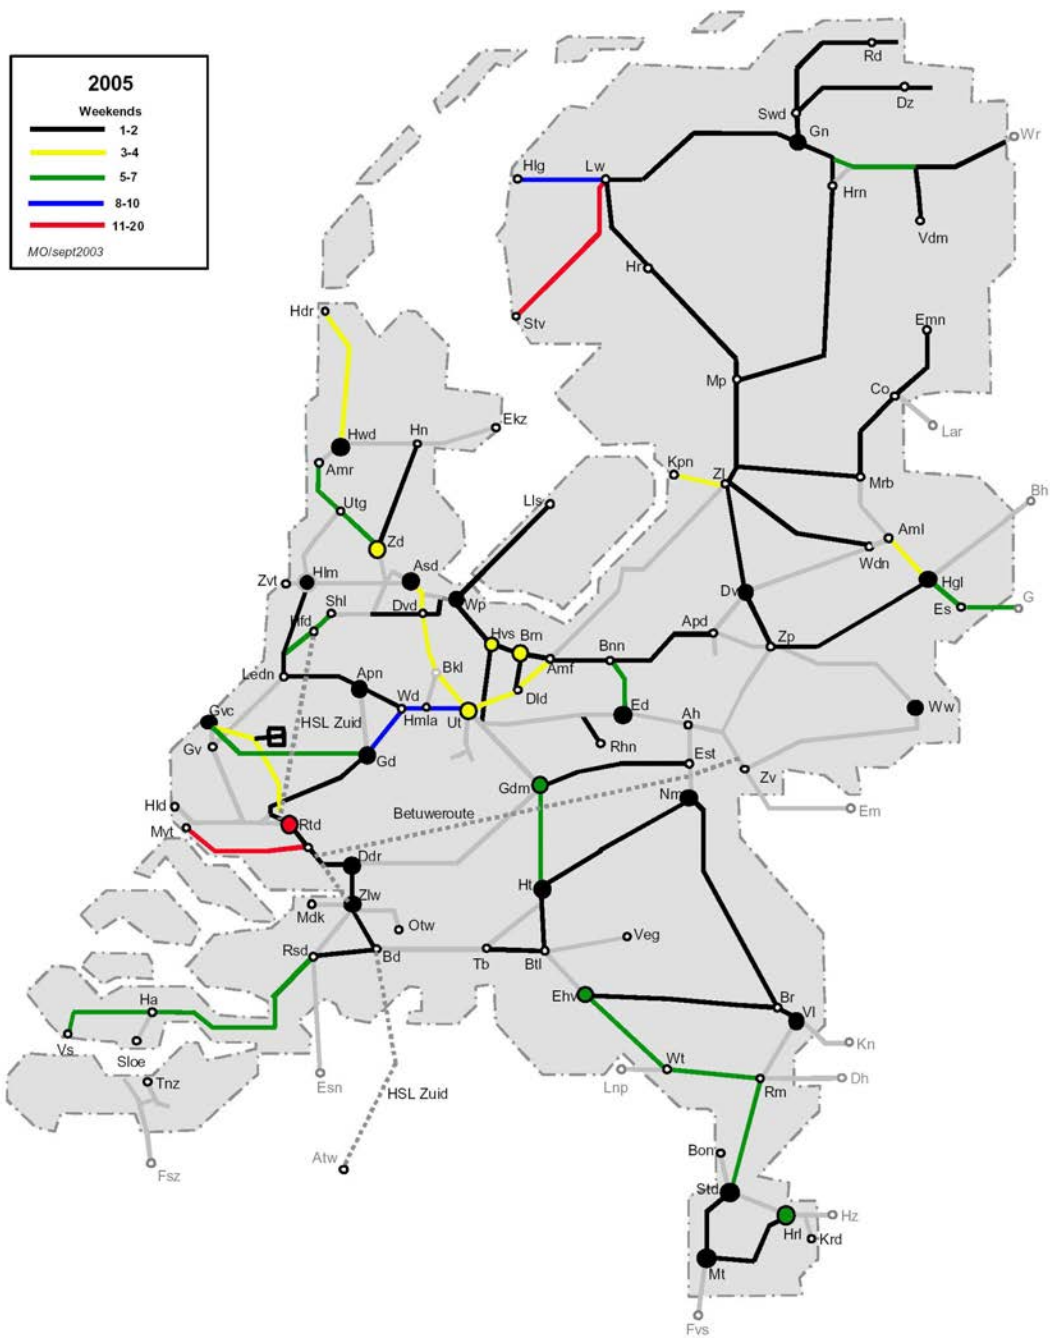 2005
Weekends
1-2
3-4
5-7
8-10
11-20
MO/sept2003
Rd
Dz
Swd
Gn
Wr
Hlg
Lw
Hrn
Vdm
Hr
Stv
Hdr
Emn
Mp
Co
Ekz
Lar
Hwd
Hn
Amr
Kpn
Zl
Mrb
Bh
Utg
Lls
Aml
Zd
Wdn
Hlm
Asd
Zvt
Hgl
Dv
Es
G
Shl
Dvd
Wp
Hfd
Hvs
Brn
Apd
Zp
Bnn
Amf
Ledn
Apn
Bkl
Wd
Dld
Ed
Ww
Gvc
HSL Zuid
Hmla
Ut
Ah
Gv
Gd
Rhn
Est
Zv
Gdm
Nm
Hld
Betuweroute
Em
Rtd
Mvt
Ddr
Ht
Zlw
Mdk
Otw
Rsd
Bd
Tb
Btl
Veg
Ha
Ehv
Br
Vl
Vs
Sloe
Kn
Wt
Tnz
Esn
HSL Zuid
Lnp
Rm
Dh
Fsz
Atw
Bon
Std
Hz
Hrl
Krd
Mt
Fvs